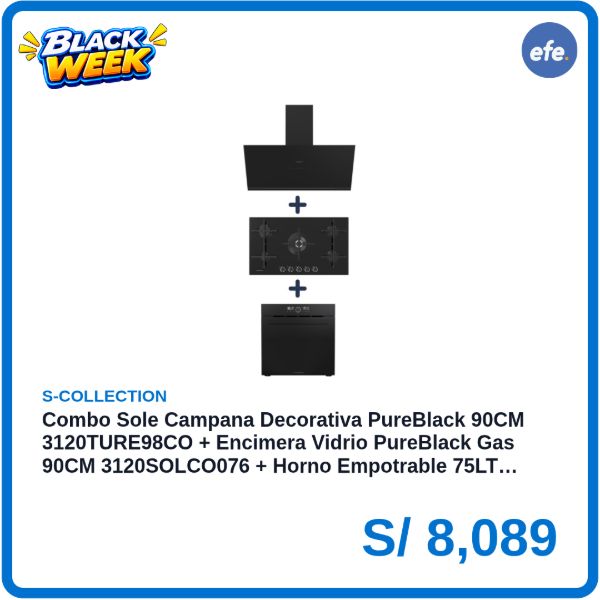 BLACK
WEEK
efe.
S-COLLECTION
Combo Sole Campana Decorativa PureBlack 90CM
3120TURE98CO + Encimera Vidrio PureBlack Gas
90CM 3120SOLCO076 + Horno Empotrable 75LT…
S/ 8,089